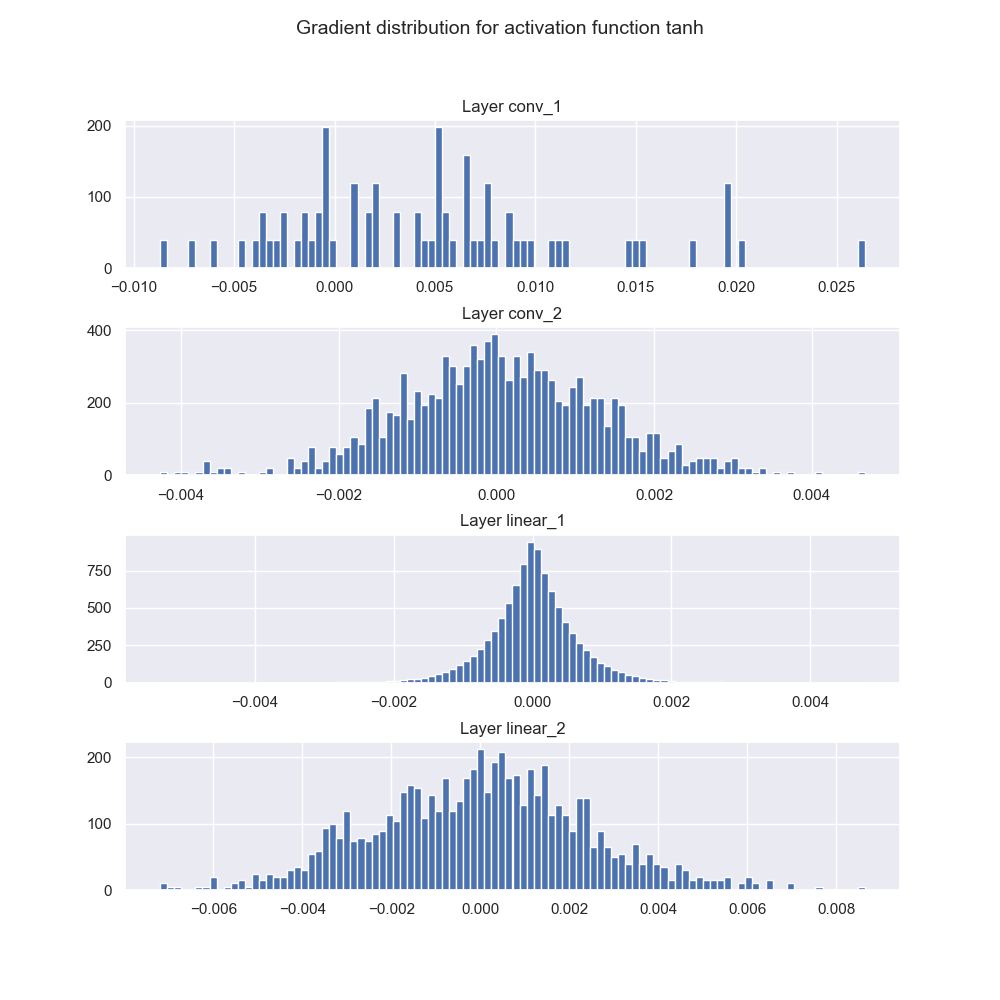 Gradient distribution for activation function tanh
Layer conv_1
200
100
0
−0.010 −0.005 0.000 0.005 0.010 0.015 0.020 0.025
Layer conv_2
400
200
0
−0.004 −0.002 0.000 0.002 0.004
Layer linear_1
750
500
250
0
−0.004 −0.002 0.000 0.002 0.004
Layer linear_2
200
100
0
−0.006 −0.004 −0.002 0.000 0.002 0.004 0.006 0.008